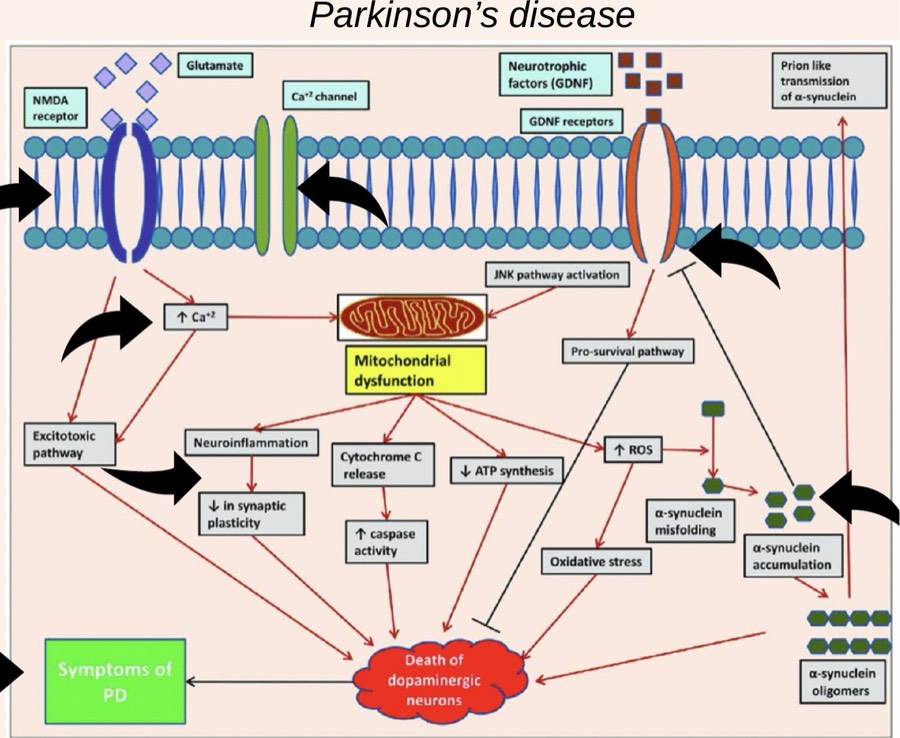 Parkinson's disease
Glutamate
NMDA
receptor
Ca⁺² channel
Neurotrophic
factors (GDNF)
GDNF receptors
Prion like
transmission
of α-synuclein
JNK pathway activation
↑ Ca⁺²
Mitochondrial
dysfunction
Pro-survival pathway
Excitotoxic
pathway
Neuroinflammation
Cytochrome C
release
↓ ATP synthesis
↑ ROS
↓ in synaptic
plasticity
↑ caspase
activity
α-synuclein
misfolding
Oxidative stress
α-synuclein
accumulation
Symptoms of
PD
Death of
dopaminergic
neurons
α-synuclein
oligomers